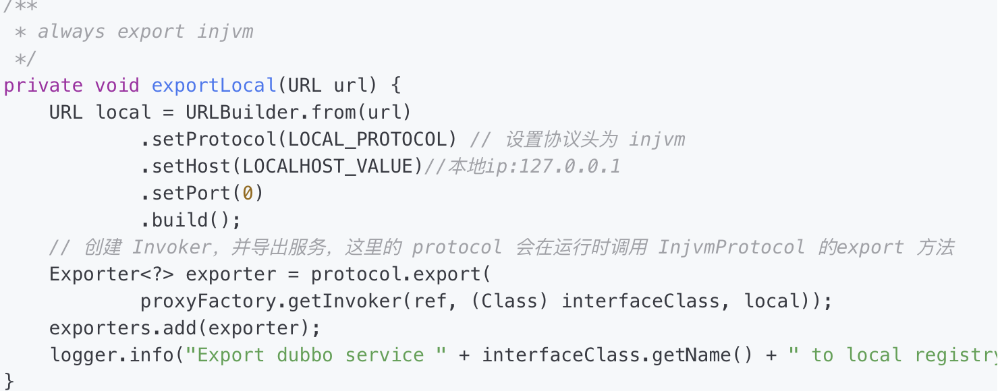 /**
 * always export injvm
 */
private void exportLocal(URL url) {
    URL local = URLBuilder.from(url)
            .setProtocol(LOCAL_PROTOCOL) // 设置协议头为 injvm
            .setHost(LOCALHOST_VALUE)//本地ip:127.0.0.1
            .setPort(0)
            .build();
    // 创建 Invoker，并导出服务，这里的 protocol 会在运行时调用 InjvmProtocol 的export 方法
    Exporter<?> exporter = protocol.export(
            proxyFactory.getInvoker(ref, (Class) interfaceClass, local));
    exporters.add(exporter);
    logger.info("Export dubbo service " + interfaceClass.getName() + " to local registry
}